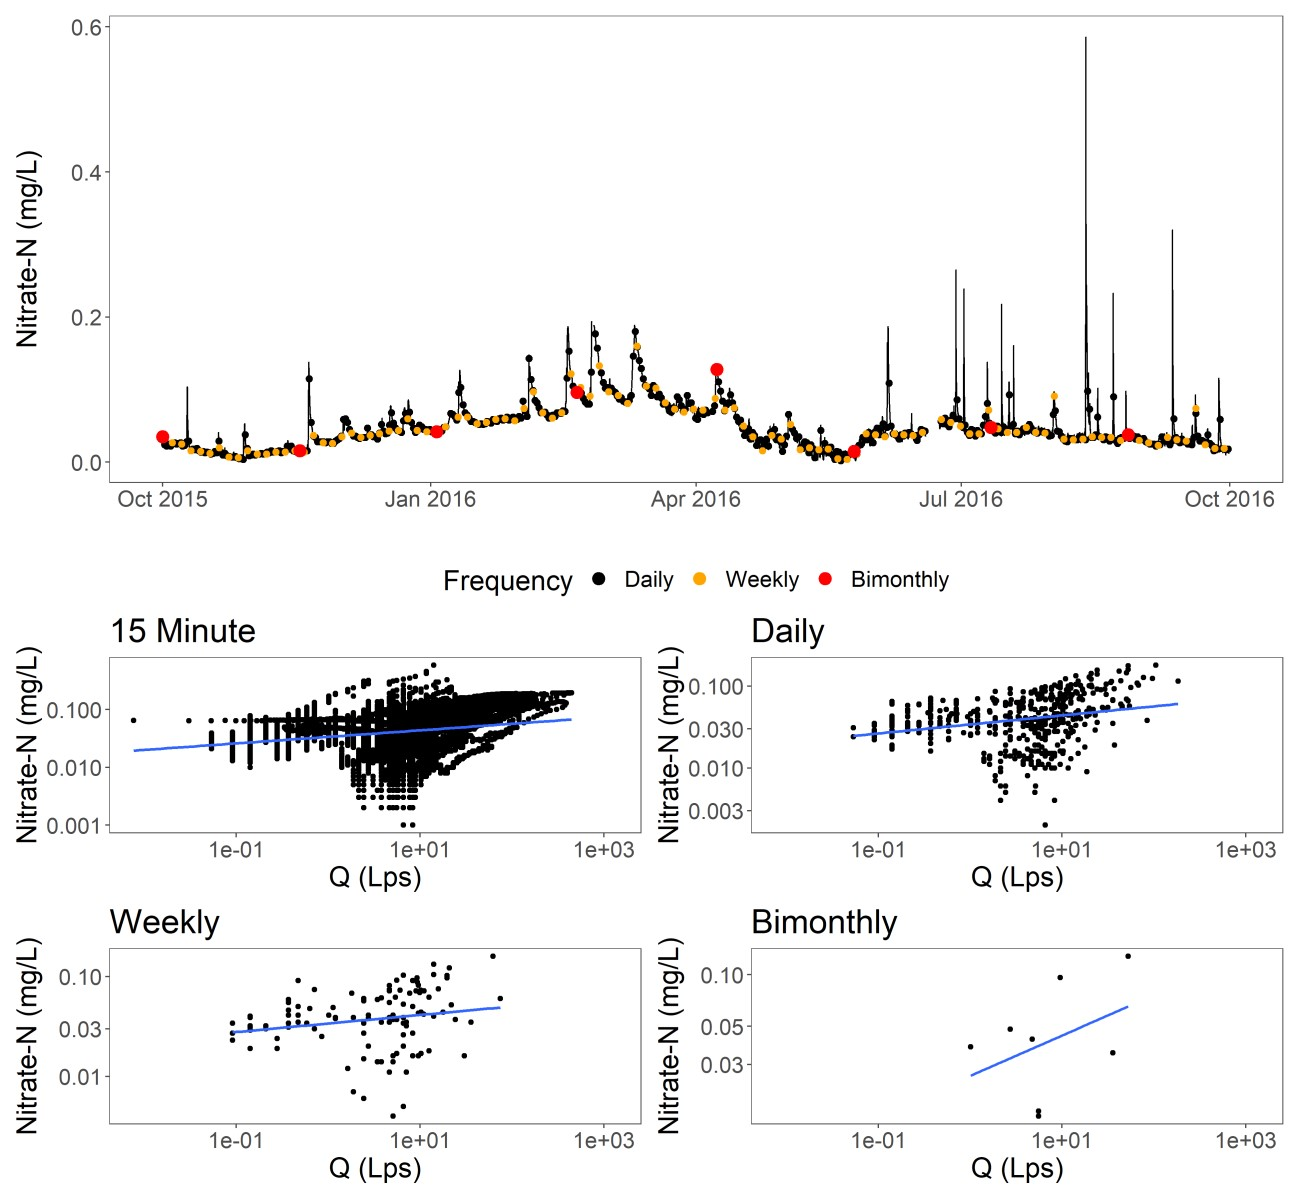 0.6
0.4
0.2
0.0
Nitrate-N (mg/L)
Oct 2015 Jan 2016 Apr 2016 Jul 2016 Oct 2016
Frequency Daily Weekly Bimonthly
15 Minute
Nitrate-N (mg/L)
0.100
0.010
0.001
1e-01 1e+01 1e+03
Q (Lps)
Daily
Nitrate-N (mg/L)
0.100
0.030
0.010
0.003
1e-01 1e+01 1e+03
Q (Lps)
Weekly
Nitrate-N (mg/L)
0.10
0.03
0.01
1e-01 1e+01 1e+03
Q (Lps)
Bimonthly
Nitrate-N (mg/L)
0.10
0.05
0.03
1e-01 1e+01 1e+03
Q (Lps)